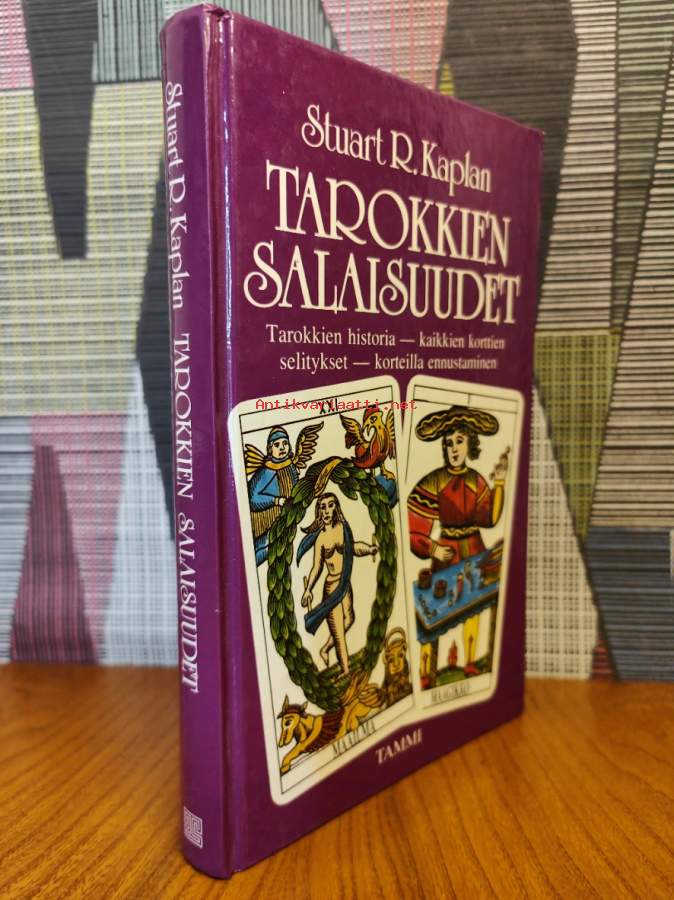 Stuart R. Kaplan
TAROKKIEN
SALAISUUDET
Tarokkien historia — kaikkien korttien
selitykset — korteilla ennustaminen
Antikvariaatti.net
XXI
MAAILMA
MAAGIKKO
TAMMI
Stuart R. Kaplan TAROKKIEN SALAISUUDET